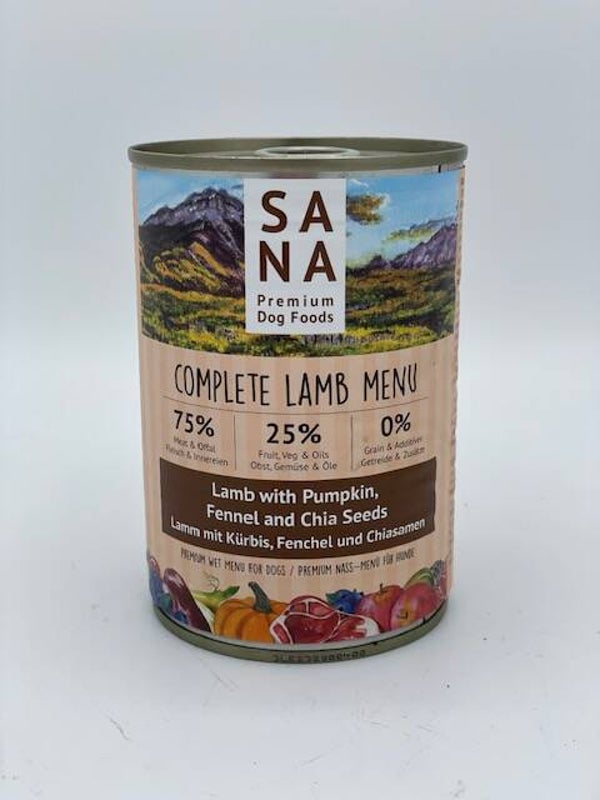 SA
NA
Premium
Dog Foods
COMPLETE LAMB MENU
75%
Meat & Offal
Fleisch & Innereien
25%
Fruit, Veg & Oils
Obst, Gemüse & Öle
0%
Grain & Additives
Getreide & Zusätze
Lamb with Pumpkin,
Fennel and Chia Seeds
Lamm mit Kürbis, Fenchel und Chiasamen
PREMIUM WET MENU FOR DOGS / PREMIUM NASS-MENÜ FÜR HUNDE